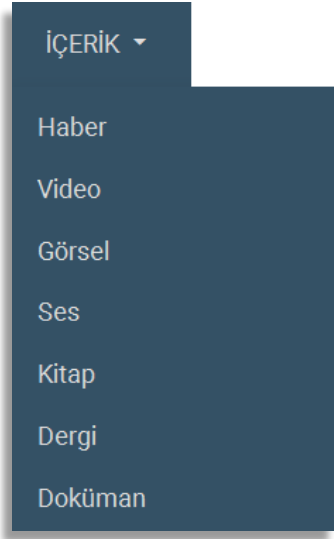 İÇERİK
Haber
Video
Görsel
Ses
Kitap
Dergi
Doküman